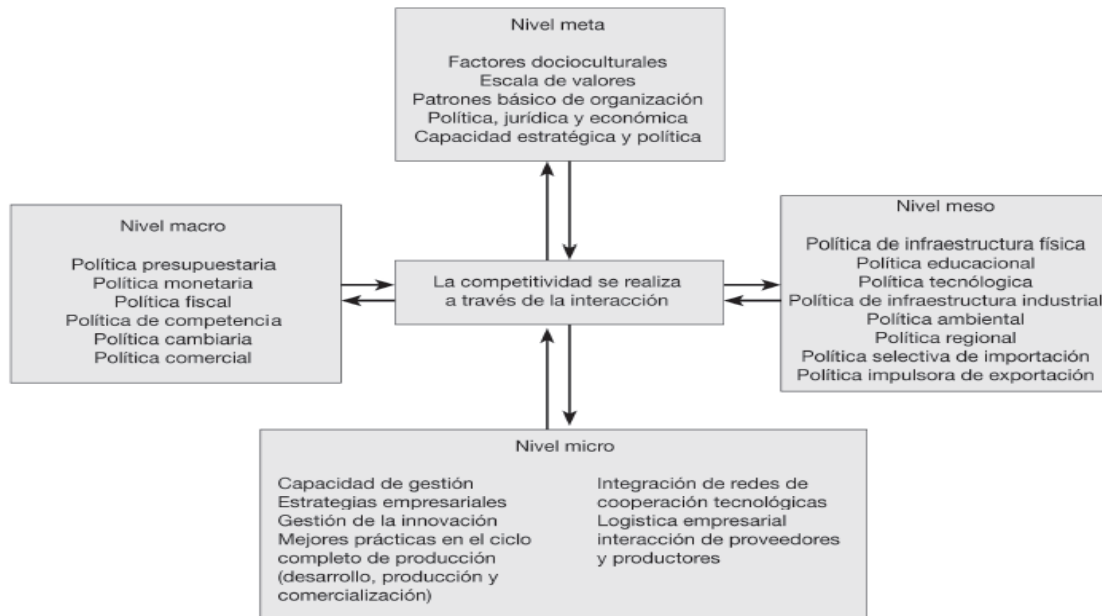 Nivel meta
Factores docioculturales
Escala de valores
Patrones básico de organización
Política, jurídica y económica
Capacidad estratégica y política
Nivel macro
Política presupuestaria
Política monetaria
Política fiscal
Política de competencia
Política cambiaria
Política comercial
La competitividad se realiza
a través de la interacción
Nivel meso
Política de infraestructura física
Política educacional
Política tecnólogica
Política de infraestructura industrial
Política ambiental
Política regional
Política selectiva de importación
Política impulsora de exportación
Nivel micro
Capacidad de gestión
Estrategias empresariales
Gestión de la innovación
Mejores prácticas en el ciclo
completo de producción
(desarrollo, producción y
comercialización)
Integración de redes de
cooperación tecnológicas
Logistica empresarial
interacción de proveedores
y productores